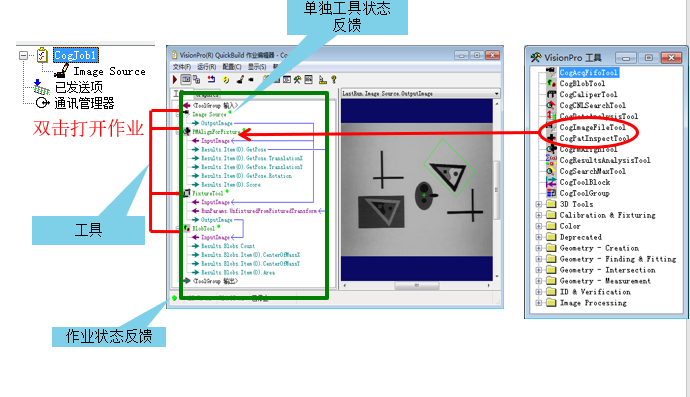 单独工具状态
反馈
CogJob1
Image Source
已发送项
通讯管理器
双击打开作业
工具
作业状态反馈
VisionPro(R) QuickBuild 作业编辑器 - Co
文件(F) 运行(R) 配置(C) 显示(S)
<ToolGroup 输入>
Image Source
OutputImage
PMAlignForFixture
InputImage
Results.Item(0).GetPose
Results.Item(0).GetPose.TranslationX
Results.Item(0).GetPose.TranslationY
Results.Item(0).GetPose.Rotation
Results.Item(0).Score
FixtureTool
InputImage
RunParams.UnfixturedFromFixturedTransform
OutputImage
BlobTool
InputImage
Results.Blobs.Count
Results.Blobs.Item(0).CenterOfMassX
Results.Blobs.Item(0).CenterOfMassY
Results.Blobs.Item(0).Area
<ToolGroup 输出>
LastRun.Image Source.OutputImage
VisionPro 工具
CogAcqFifoTool
CogBlobTool
CogCaliperTool
CogCNLSearchTool
CogDataAnalysisTool
CogImageFileTool
CogPatInspectTool
CogPMAlignTool
CogResultsAnalysisTool
CogSearchMaxTool
CogToolBlock
CogToolGroup
3D Tools
Calibration & Fixturing
Color
Deprecated
Geometry - Creation
Geometry - Finding & Fitting
Geometry - Intersection
Geometry - Measurement
ID & Verification
Image Processing